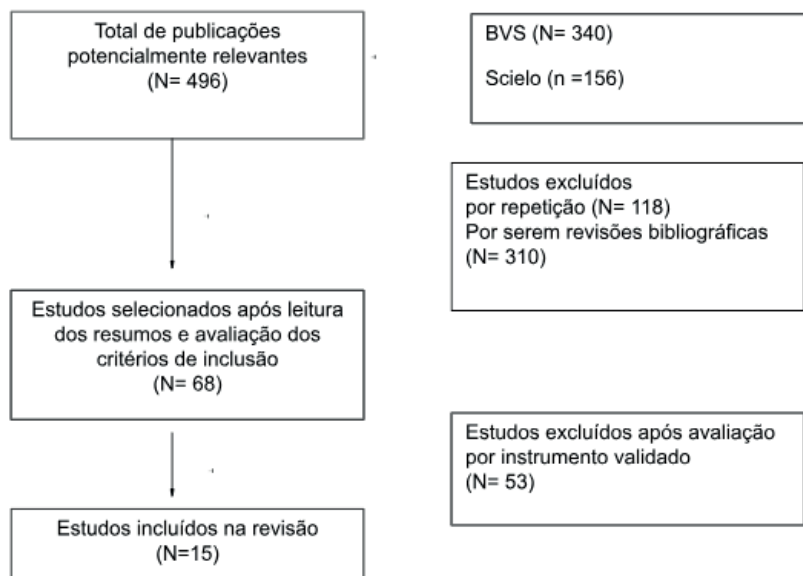 Total de publicações
potencialmente relevantes
(N= 496)
BVS (N= 340)
Scielo (n =156)
Estudos excluídos
por repetição (N= 118)
Por serem revisões bibliográficas
(N= 310)
Estudos selecionados após leitura
dos resumos e avaliação dos
critérios de inclusão
(N= 68)
Estudos excluídos após avaliação
por instrumento validado
(N= 53)
Estudos incluídos na revisão
(N=15)